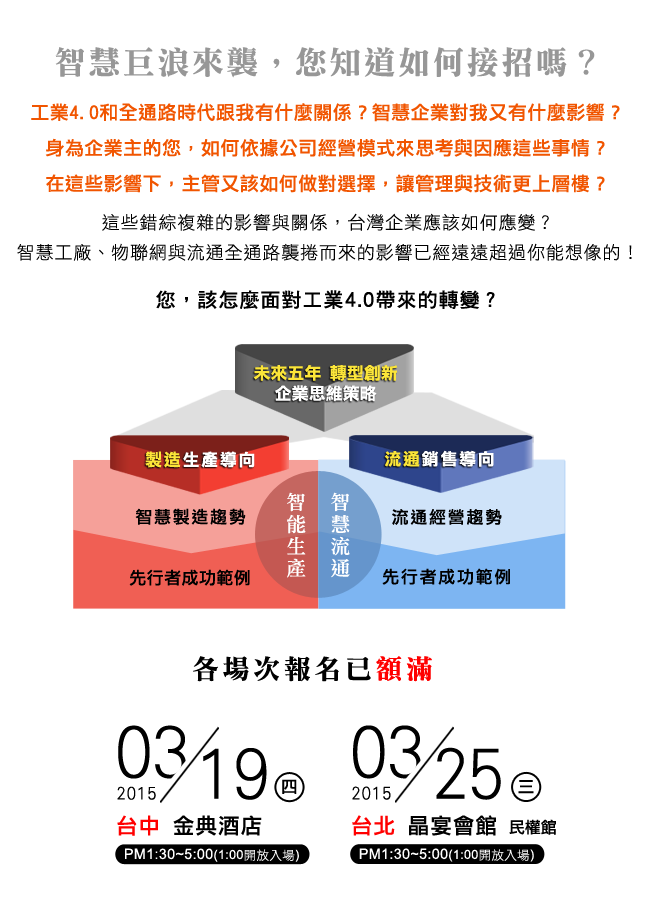 智慧巨浪來襲，您知道如何接招嗎？
工業4.0和全通路時代跟我有什麼關係？智慧企業對我又有什麼影響？
身為企業主的您，如何依據公司經營模式來思考與因應這些事情？
在這些影響下，主管又該如何做對選擇，讓管理與技術更上層樓？
這些錯綜複雜的影響與關係，台灣企業應該如何應變？
智慧工廠、物聯網與流通全通路襲捲而來的影響已經遠遠超過你能想像的！
您，該怎麼面對工業4.0帶來的轉變？
未來五年 轉型創新
企業思維策略
製造生產導向
流通銷售導向
智慧製造趨勢
智能生產
智慧流通
流通經營趨勢
先行者成功範例
先行者成功範例
各場次報名已額滿
03/19 四
2015
台中 金典酒店
PM1:30~5:00(1:00開放入場)
03/25 三
2015
台北 晶宴會館 民權館
PM1:30~5:00(1:00開放入場)